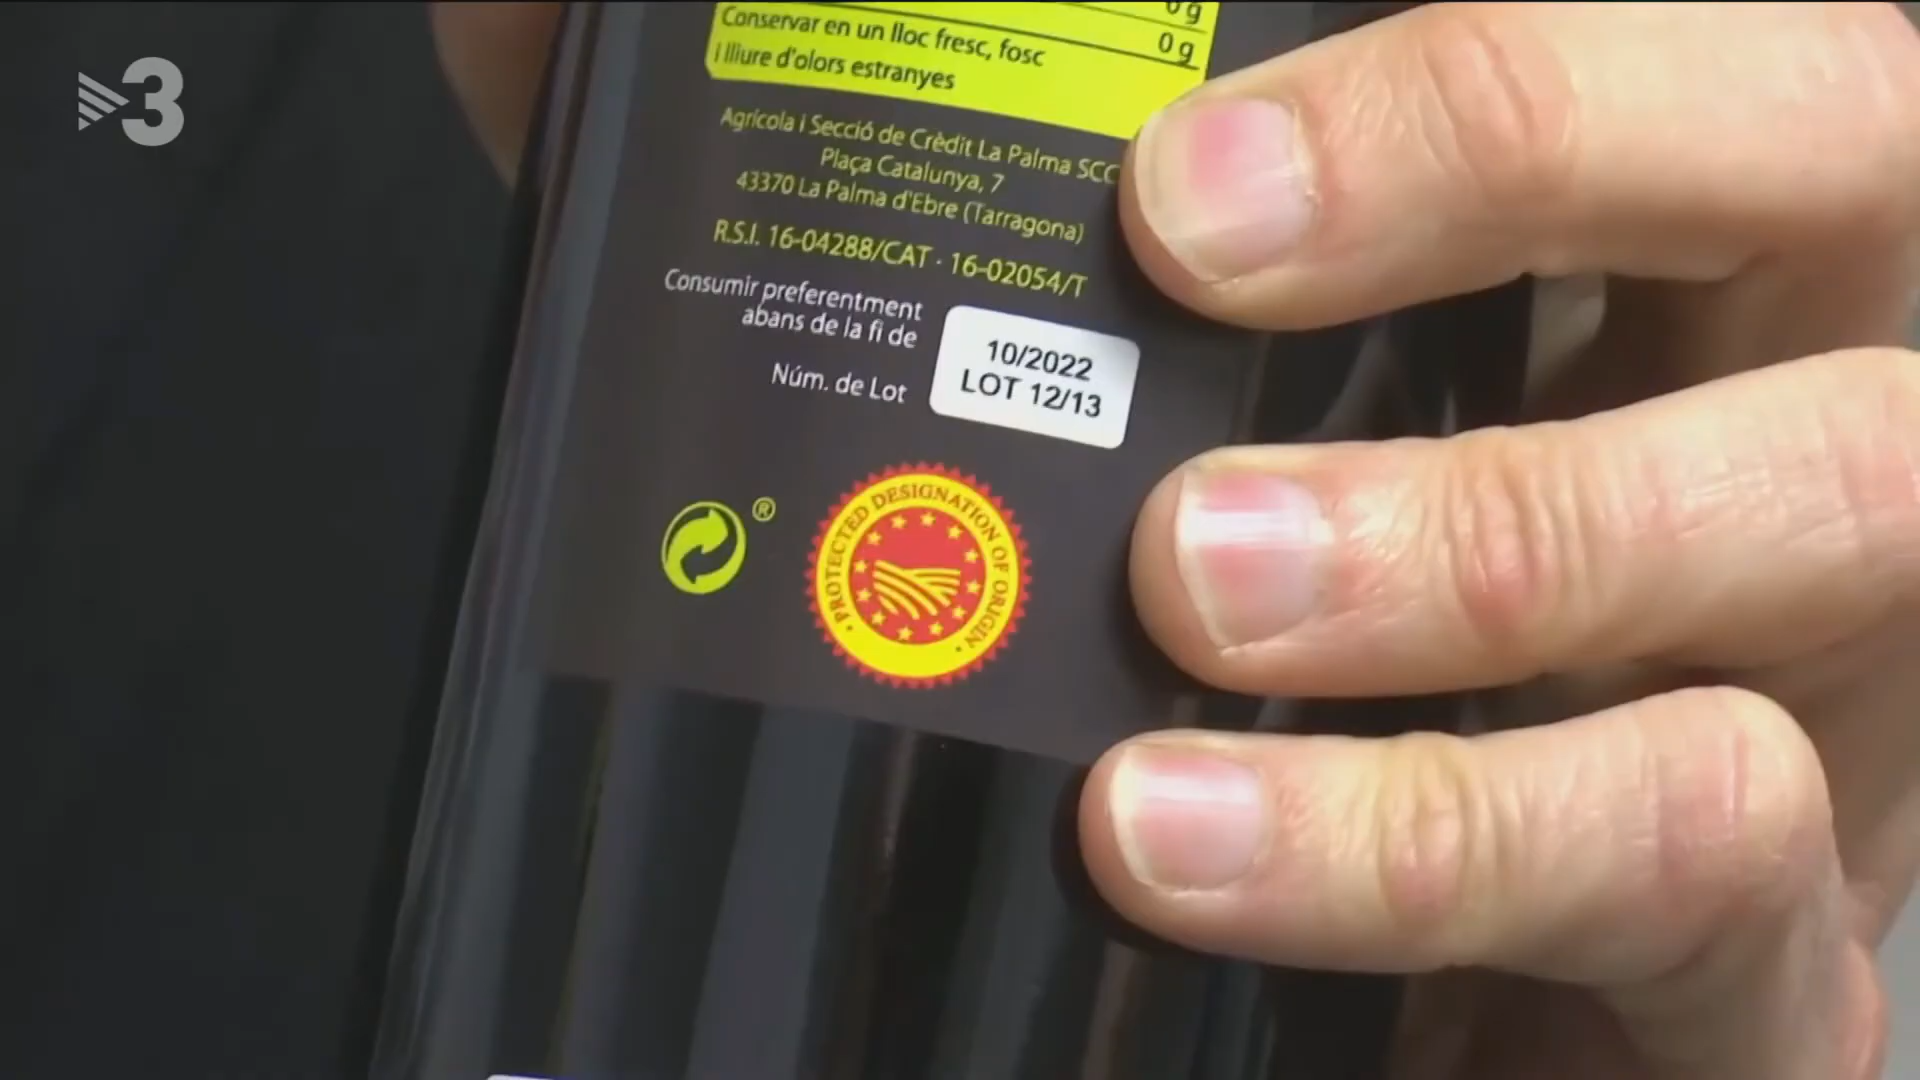 3
0 g
Conservar en un lloc fresc, fosc
0 g
i lliure d'olors estranyes
Agrícola i Secció de Crèdit La Palma SCC
Plaça Catalunya, 7
43370 La Palma d'Ebre (Tarragona)
R.S.I. 16-04288/CAT - 16-02054/T
Consumir preferentment
abans de la fi de
10/2022
Núm. de Lot
LOT 12/13
®
· PROTECTED DESIGNATION OF ORIGIN ·